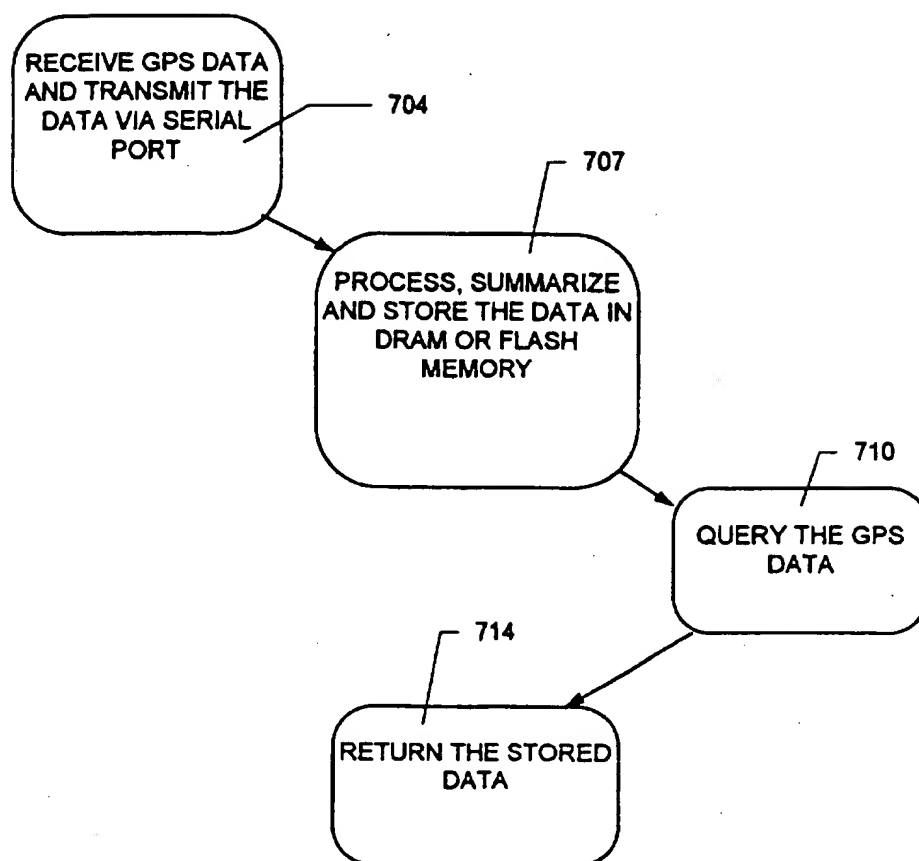 RECEIVE GPS DATA
AND TRANSMIT THE
DATA VIA SERIAL
PORT
704
707
PROCESS, SUMMARIZE
AND STORE THE DATA IN
DRAM OR FLASH
MEMORY
710
QUERY THE GPS
DATA
714
RETURN THE STORED
DATA